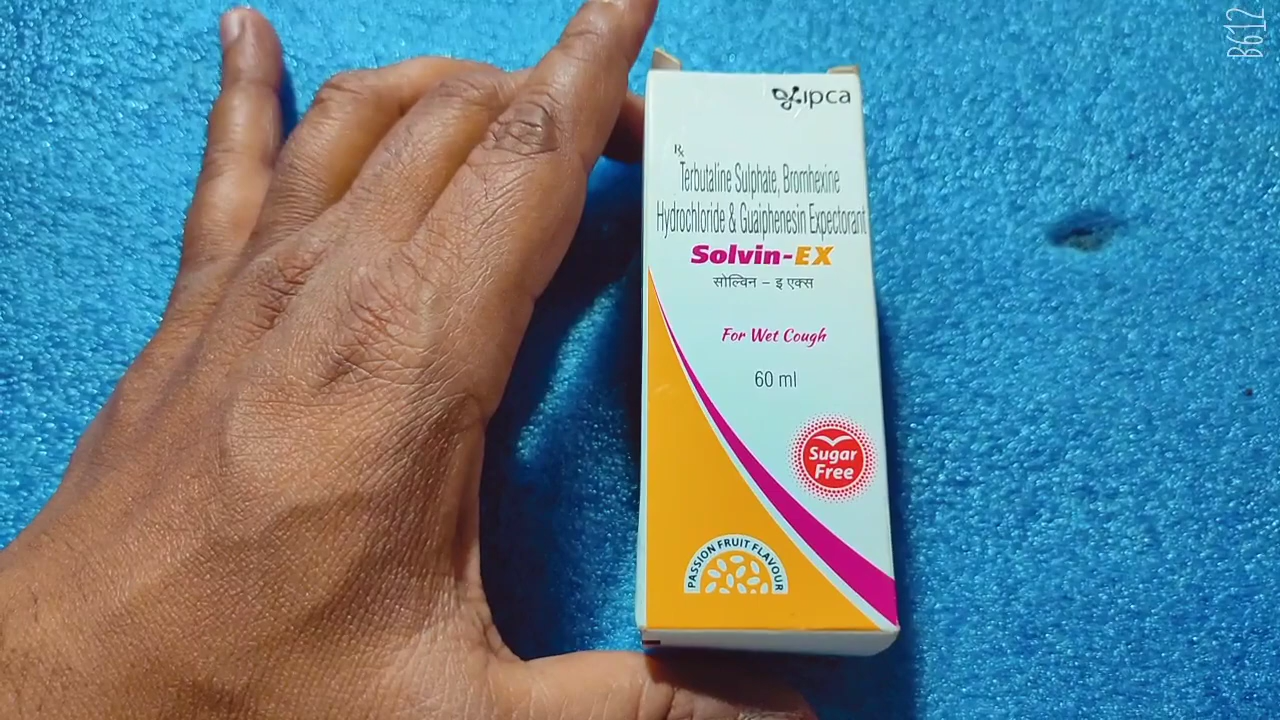 B612
ipca
Rx
Terbutaline Sulphate, Bromhexine
Hydrochloride & Guaiphenesin Expectorant
Solvin-EX
सोल्विन – इ एक्स
For Wet Cough
60 ml
Sugar
Free
PASSION FRUIT FLAVOUR